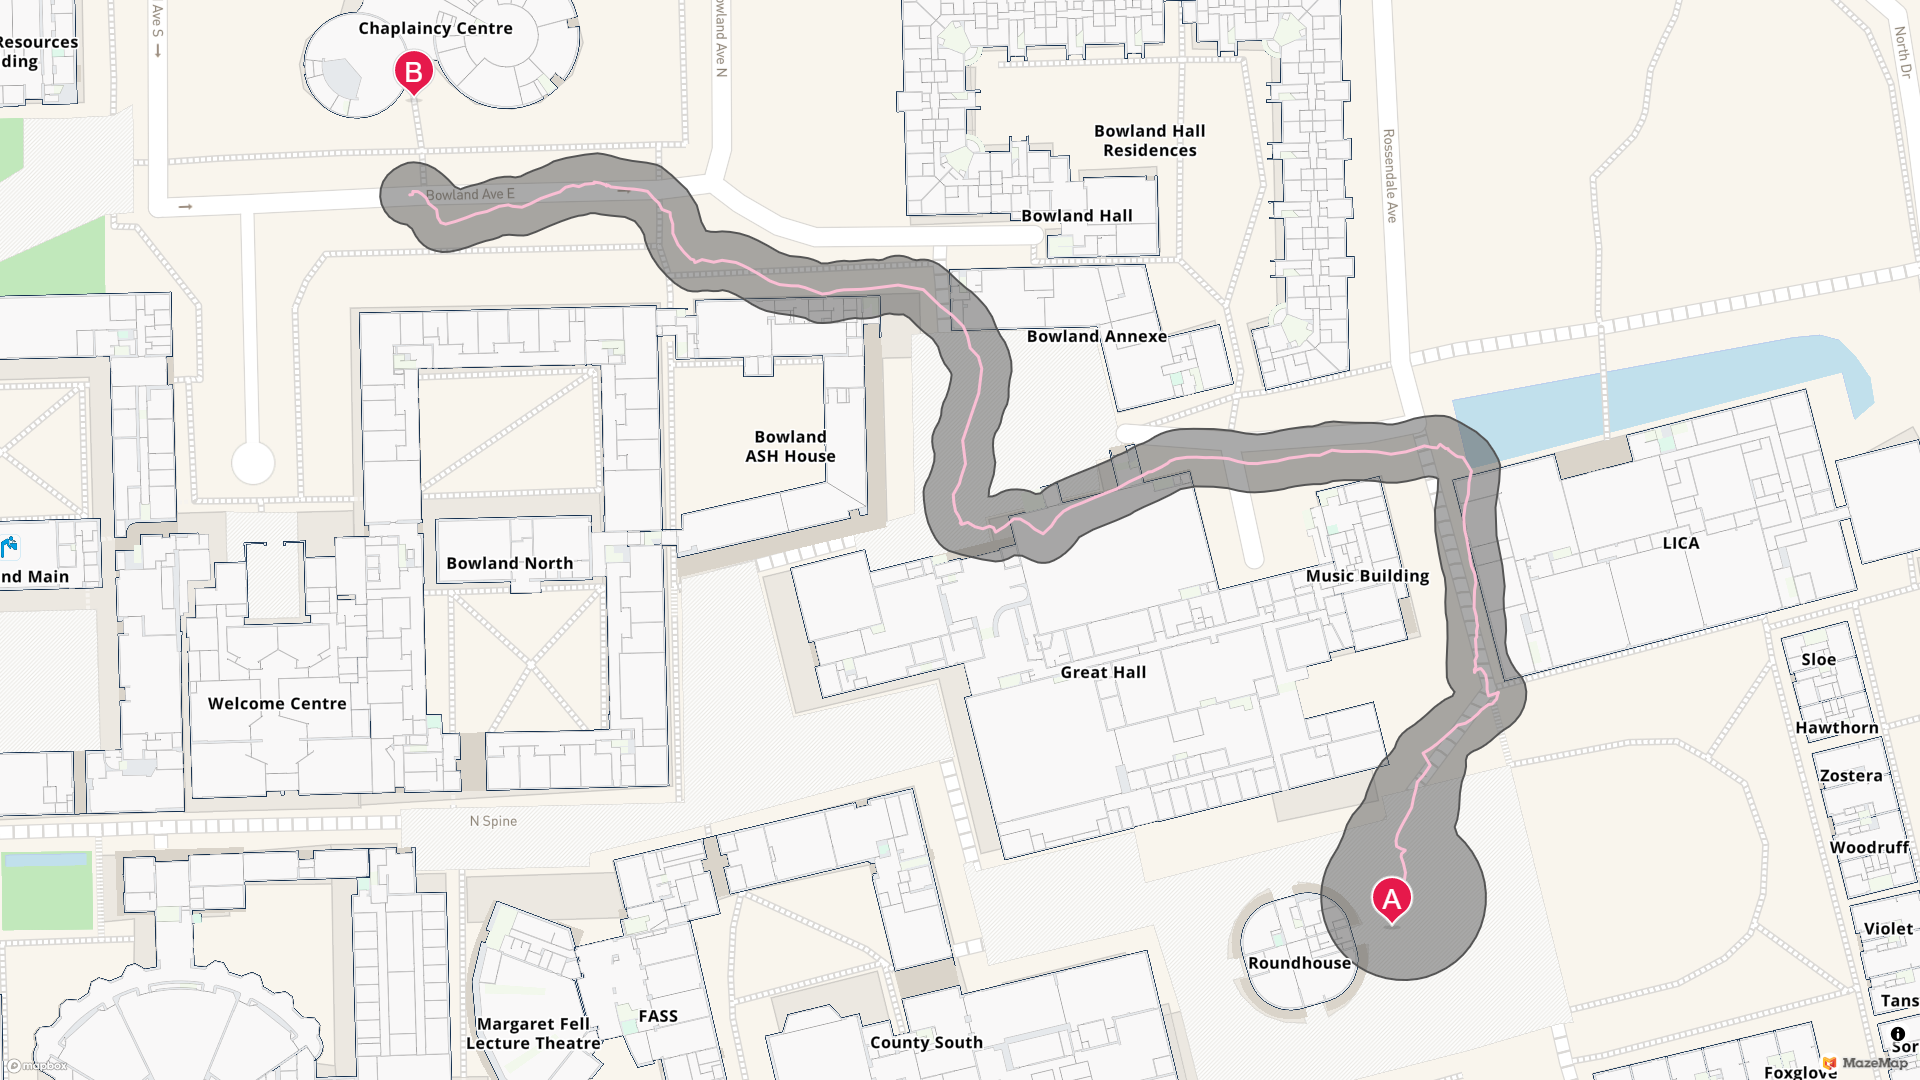 Ave S
Resources
ding
Chaplaincy Centre
B
owland Ave N
North Dr
Bowland Hall
Residences
Rossendale Ave
Bowland Ave E
Bowland Hall
Bowland Annexe
Bowland
ASH House
Bowland North
nd Main
LICA
Music Building
Great Hall
Sloe
Welcome Centre
Hawthorn
Zostera
N Spine
Woodruff
A
Violet
Roundhouse
Tans
FASS
Margaret Fell
Lecture Theatre
County South
i
Sor
Foxglove
mapbox
MazeMap